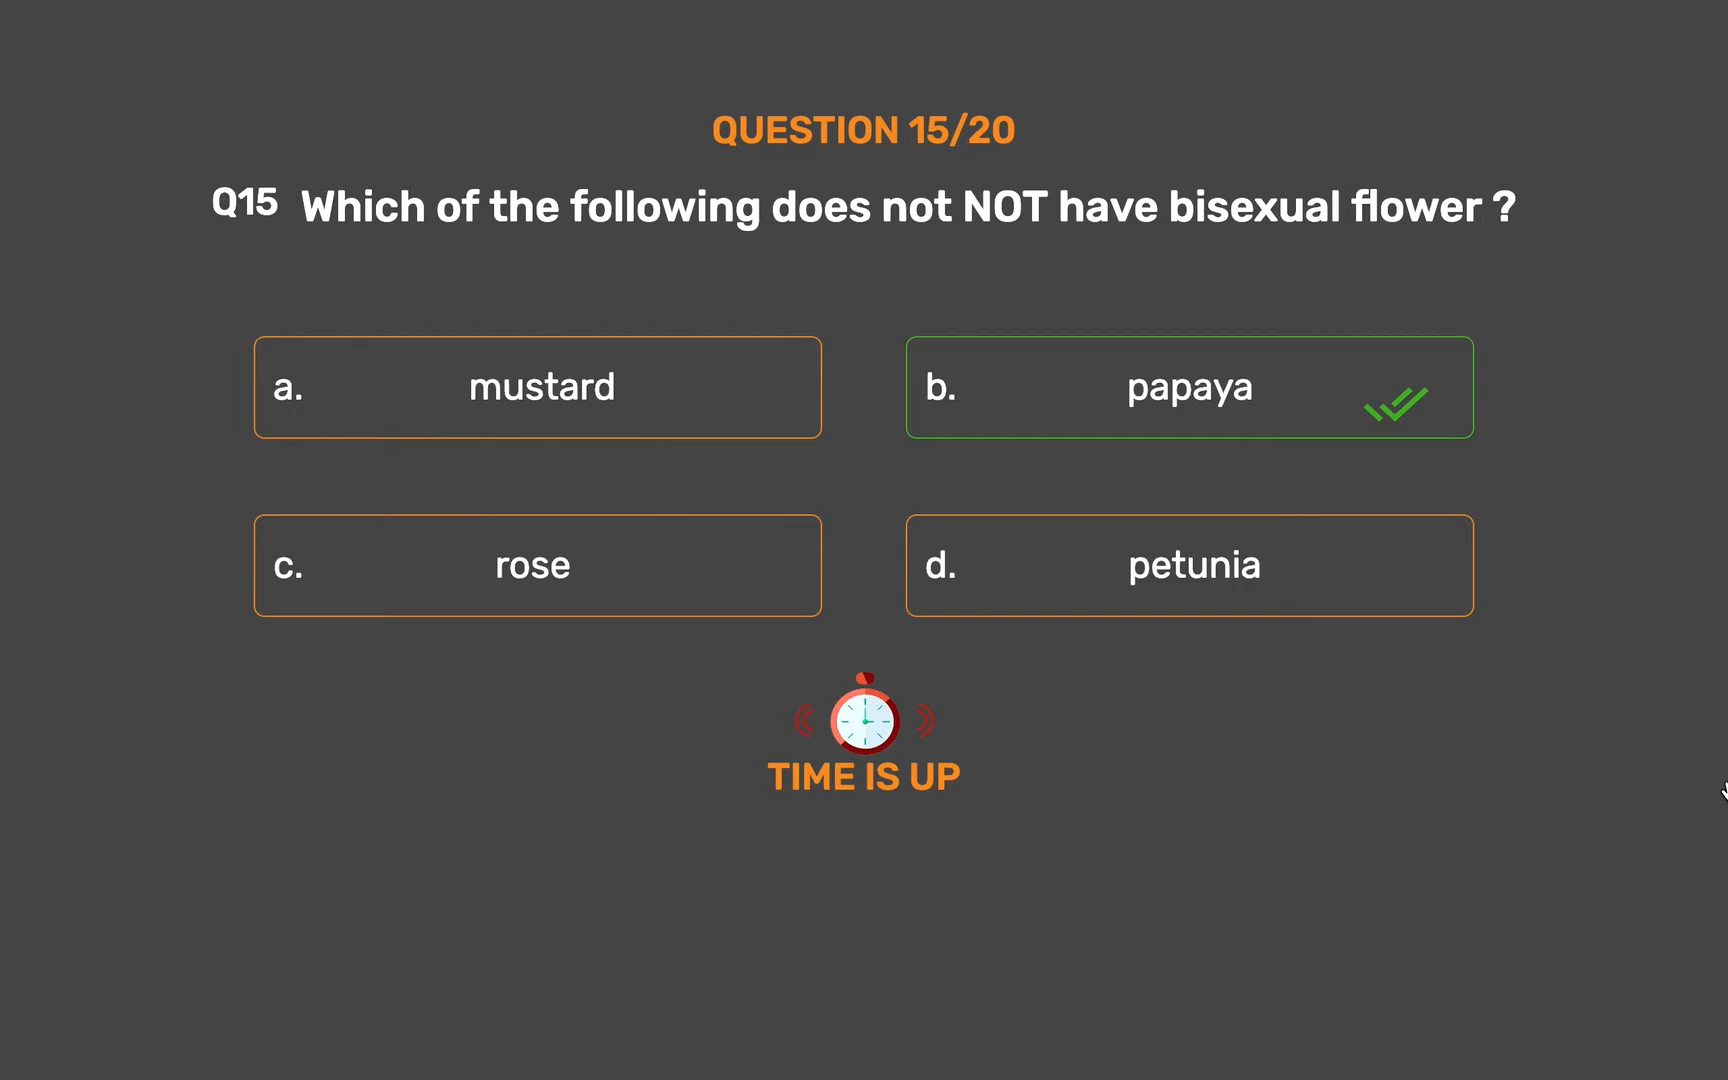 QUESTION 15/20
Q15 Which of the following does not NOT have bisexual flower ?
a. mustard
b. papaya
c. rose
d. petunia
TIME IS UP